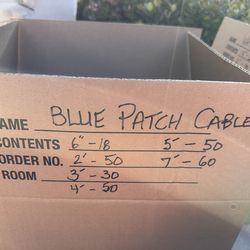 AME BLUE PATCH CABLE
CONTENTS 6" - 18 5' - 50
ORDER NO. 2' - 50 7' - 60
ROOM 3' - 30
4' - 50